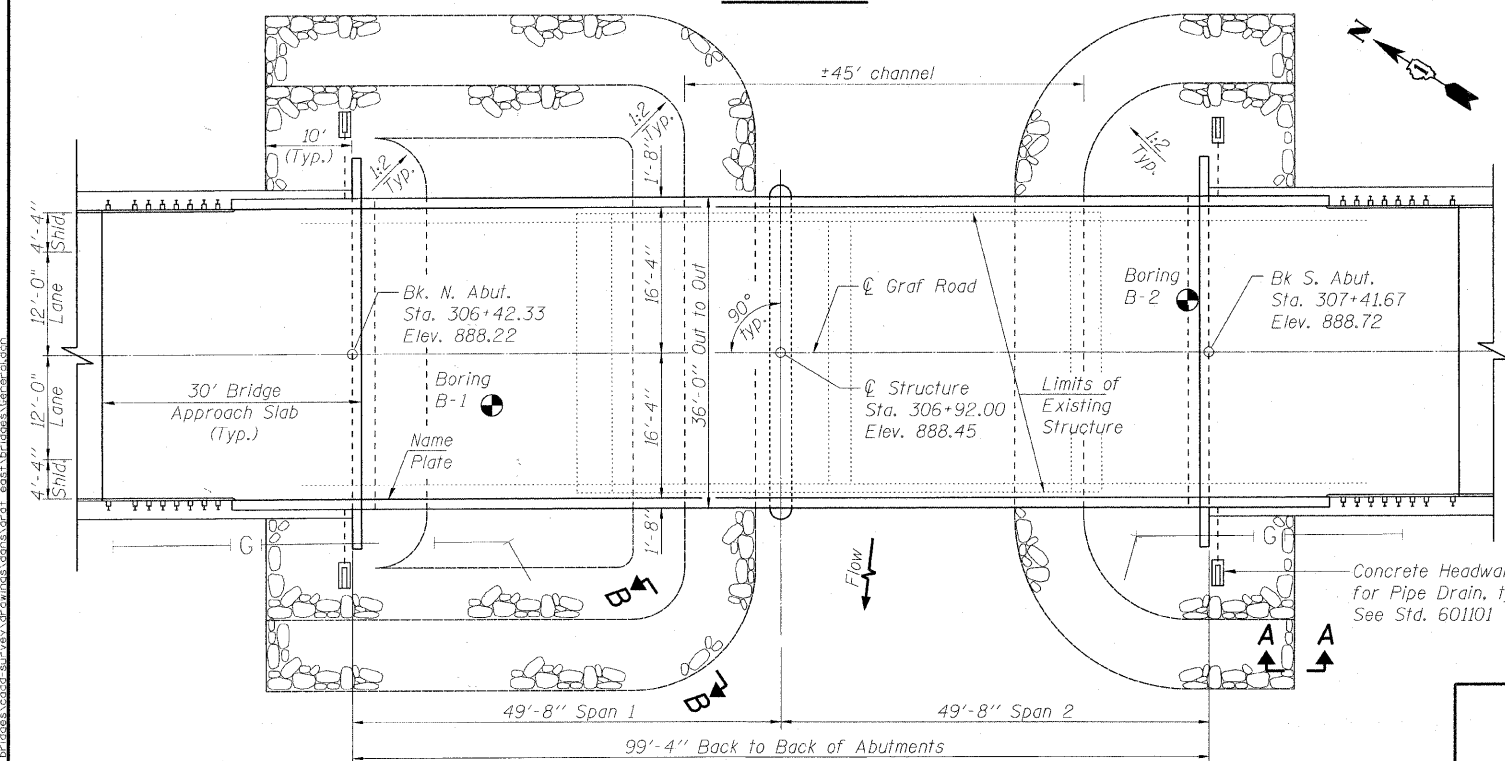 ±45' channel
N
1
10'
(Typ.)
1:2
Typ.
1:2
Typ.
1:2
Typ.
1'-8"
4'-4"
Shld.
12'-0"
Lane
12'-0"
Lane
4'-4"
Shld.
Bk. N. Abut.
Sta. 306+42.33
Elev. 888.22
16'-4"
36'-0" Out to Out
90°
typ.
℄ Graf Road
Boring
B-2
Bk S. Abut.
Sta. 307+41.67
Elev. 888.72
30' Bridge
Approach Slab
(Typ.)
Boring
B-1
Name
Plate
16'-4"
℄ Structure
Sta. 306+92.00
Elev. 888.45
Limits of
Existing
Structure
1'-8"
G
G
Flow
B
B
Concrete Headwal
for Pipe Drain, t
See Std. 601101
A
A
49'-8" Span 1
49'-8" Span 2
99'-4" Back to Back of Abutments